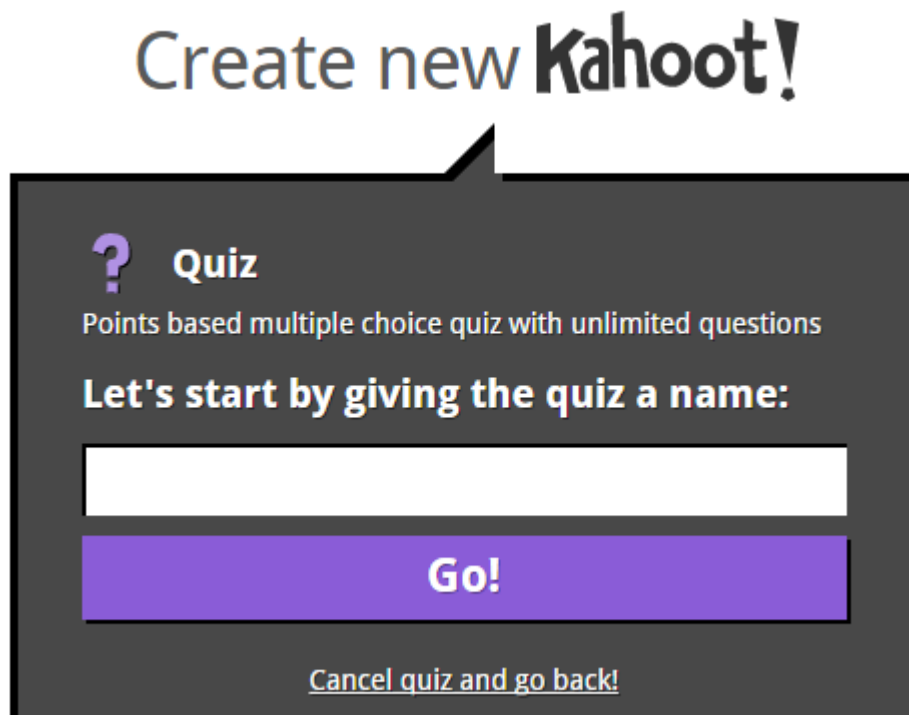 Create new Kahoot!
? Quiz
Points based multiple choice quiz with unlimited questions
Let's start by giving the quiz a name:
Go!
Cancel quiz and go back!